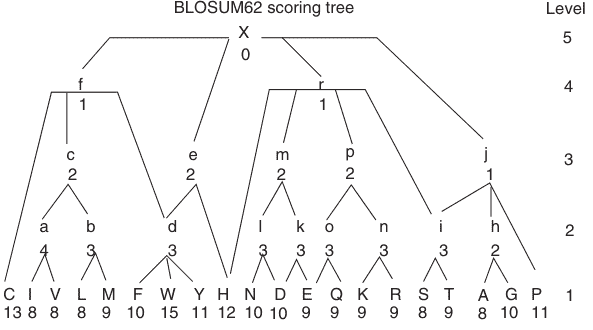 BLOSUM62 scoring tree Level
X 5
0
f r 4
1 1
c e m p j 3
2 2 2 2 1
a b d l k o n i h 2
4 3 3 3 3 3 3 3 2
C I V L M F W Y H N D E Q K R S T A G P 1
13 8 8 8 9 10 15 11 12 10 10 9 9 9 9 8 9 8 10 11